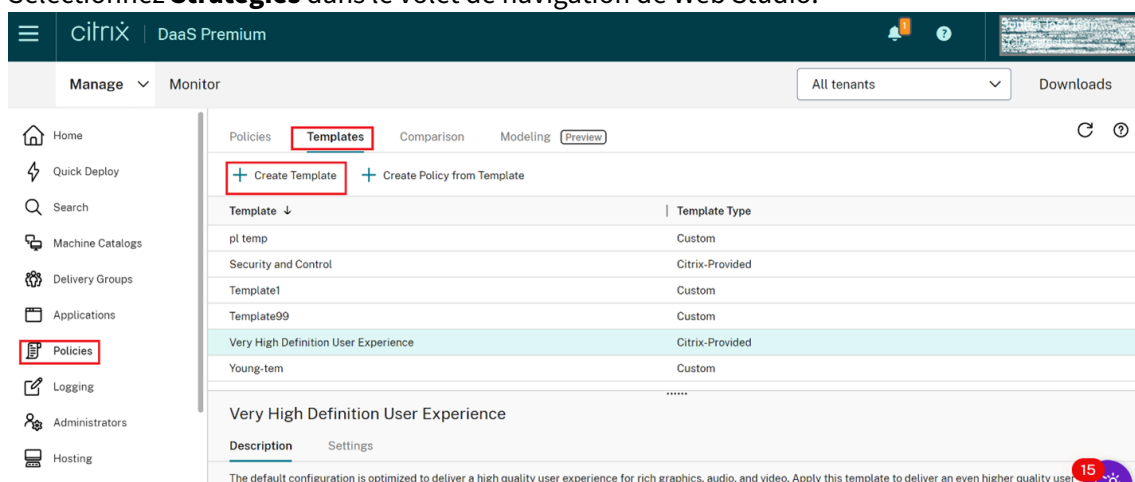 Sélectionnez Stratégies dans le volet de navigation de Web Studio.
citrix | DaaS Premium
1
?
Manage
Monitor
All tenants
Downloads
Home
Quick Deploy
Search
Machine Catalogs
Delivery Groups
Applications
Policies
Logging
Administrators
Hosting
Policies
Templates
Comparison
Modeling
Preview
+ Create Template
+ Create Policy from Template
Template ↓
Template Type
pl temp
Custom
Security and Control
Citrix-Provided
Template1
Custom
Template99
Custom
Very High Definition User Experience
Citrix-Provided
Young-tem
Custom
Very High Definition User Experience
Description
Settings
The default configuration is optimized to deliver a high quality user experience for rich graphics, audio, and video. Apply this template to deliver an even higher quality user
15